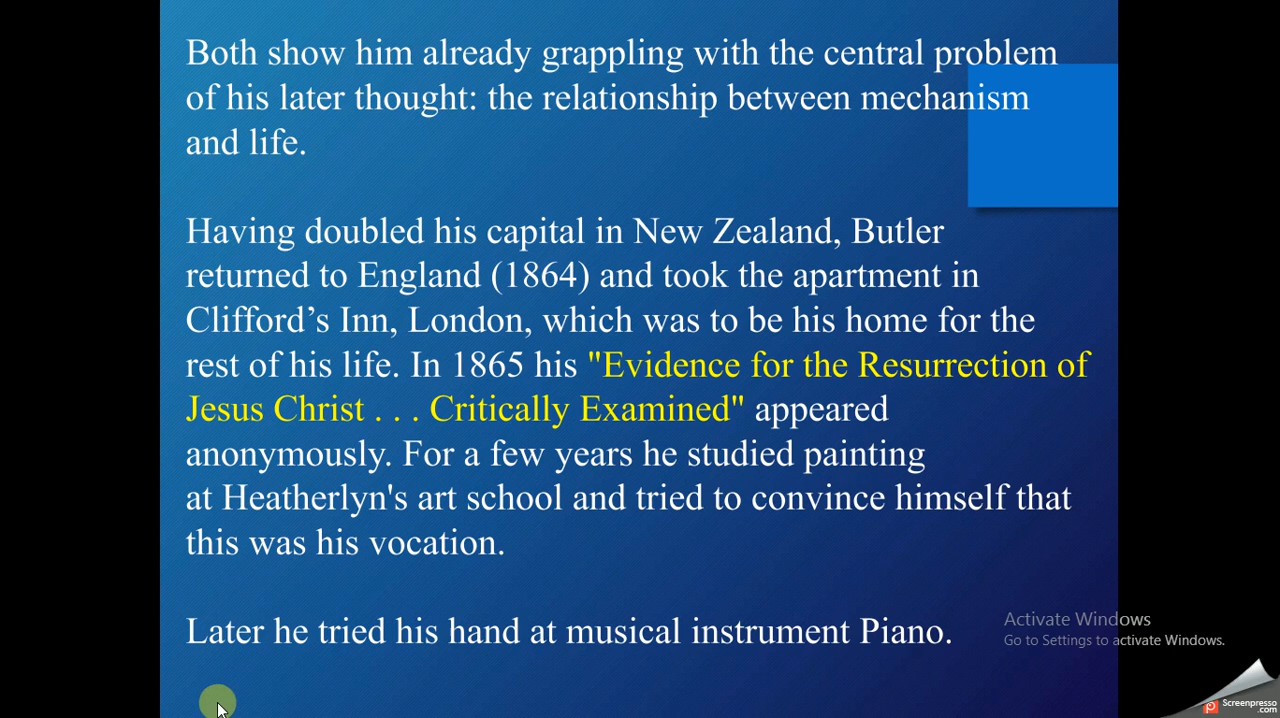 Both show him already grappling with the central problem
of his later thought: the relationship between mechanism
and life.
Having doubled his capital in New Zealand, Butler
returned to England (1864) and took the apartment in
Clifford’s Inn, London, which was to be his home for the
rest of his life. In 1865 his "Evidence for the Resurrection of
Jesus Christ . . . Critically Examined" appeared
anonymously. For a few years he studied painting
at Heatherlyn's art school and tried to convince himself that
this was his vocation.
Later he tried his hand at musical instrument Piano.
Activate Windows
Go to Settings to activate Windows.
Screenpresso
.com